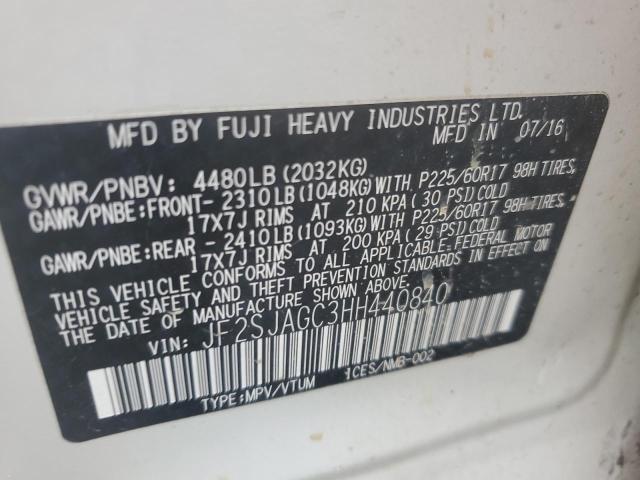 MFD BY FUJI HEAVY INDUSTRIES LTD.
MFD IN 07/16
GVWR/PNBV: 4480LB (2032KG)
GAWR/PNBE:FRONT- 2310LB (1048KG) WITH P225/60R17 98H TIRES,
17X7J RIMS AT 210 KPA ( 30 PSI) COLD
GAWR/PNBE:REAR - 2410LB (1093KG) WITH P225/60R17 98H TIRES,
17X7J RIMS AT 200 KPA ( 29 PSI) COLD
THIS VEHICLE CONFORMS TO ALL APPLICABLE FEDERAL MOTOR
VEHICLE SAFETY AND THEFT PREVENTION STANDARDS IN EFFECT ON
THE DATE OF MANUFACTURE SHOWN ABOVE.
VIN: JF2SJAGC3HH440840
TYPE:MPV/VTUM ICES/NMB-002